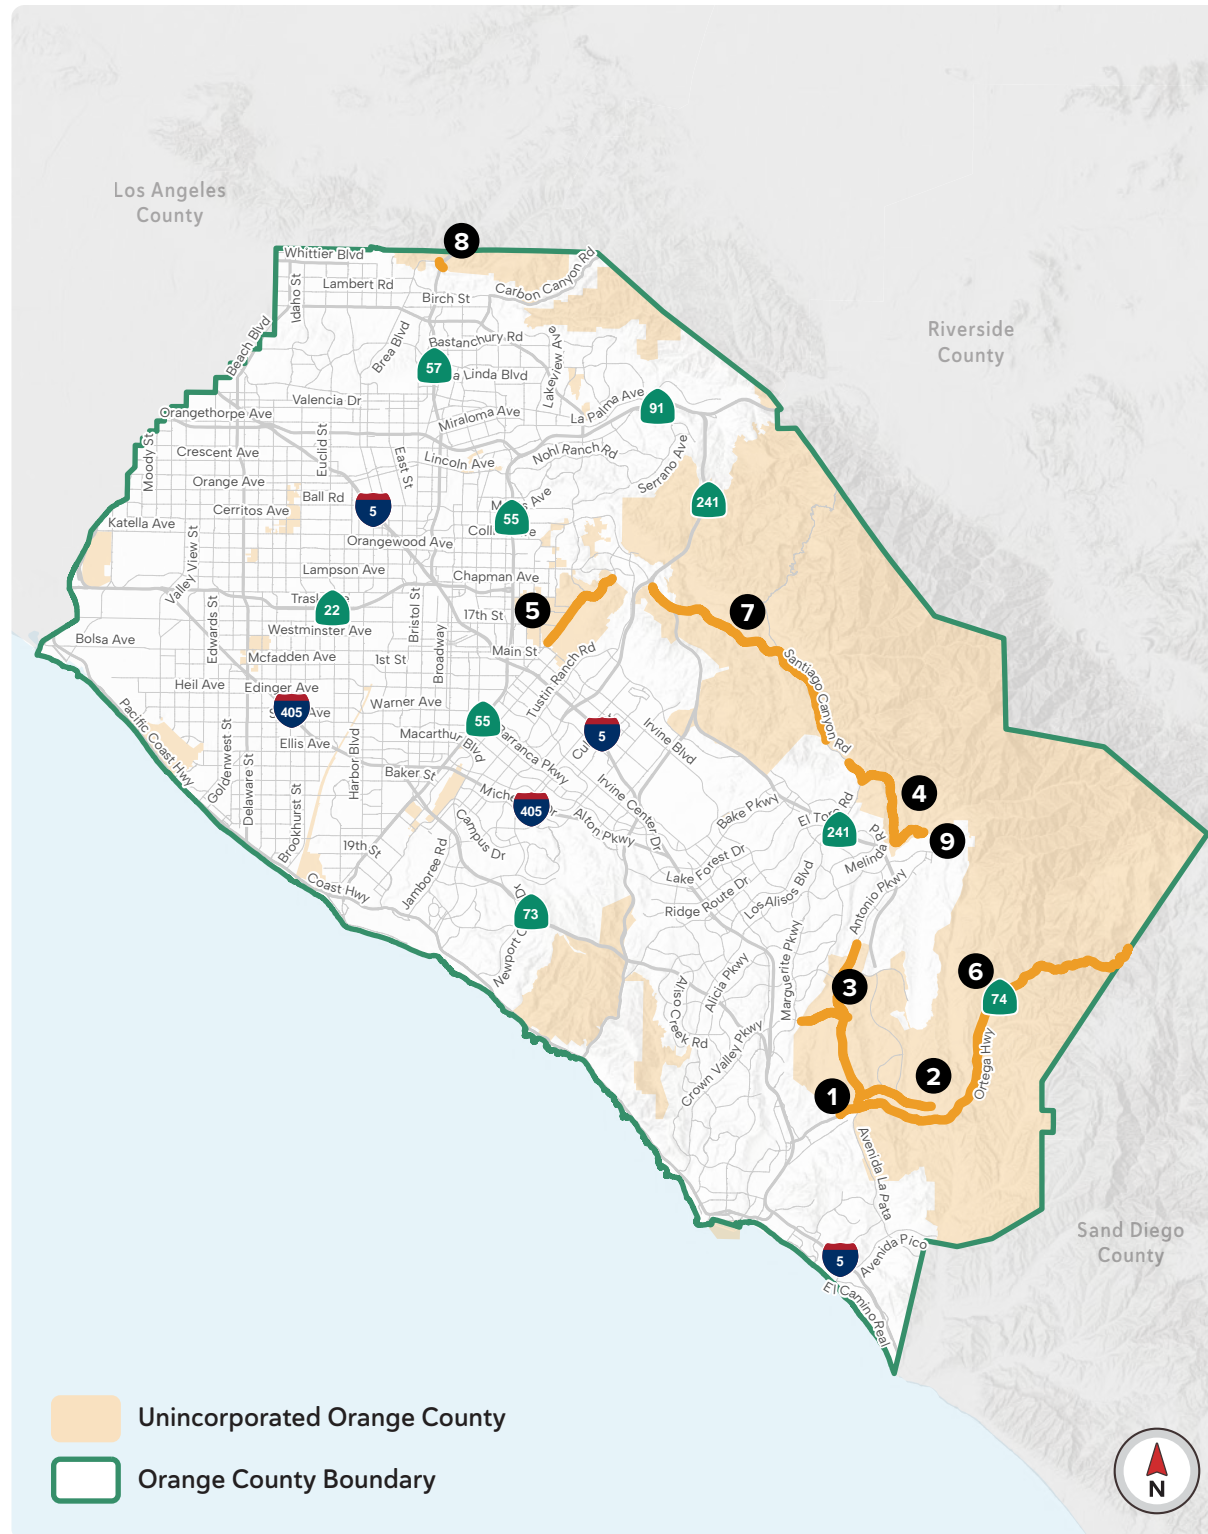 Los Angeles
County
Riverside
County
Sand Diego
County
8
Whittier Blvd
Lambert Rd
Idaho St
Birch St
Carbon Canyon Rd
Beach Blvd
Brea Blvd
Bastanchury Rd
57
a Linda Blvd
Lakeview Ave
Valencia Dr
Orangethorpe Ave
Miraloma Ave
La Palma Ave
91
Moody St
Crescent Ave
Euclid St
East St
Lincoln Ave
Nohl Ranch Rd
Serrano Ave
Orange Ave
Ball Rd
241
Cerritos Ave
5
55
Ave
Katella Ave
Orangewood Ave
Valley View St
Lampson Ave
Chapman Ave
22
5
7
17th St
Edwards St
Westminster Ave
Bristol St
Broadway
Bolsa Ave
Mcfadden Ave
1st St
Main St
Tustin Ranch Rd
Santiago Canyon Rd
Heil Ave
Edinger Ave
405
Ave
Warner Ave
55
5
Pacific Coast Hwy
Goldenwest St
Ellis Ave
Harbor Blvd
Macarthur Blvd
Barranca Pkwy
Irvine Blvd
Delaware St
Baker St
Irvine Center Dr
Brookhurst St
405
Alton Pkwy
Bake Pkwy
4
241
9
19th St
Campus Dr
Melinda Rd
Jamboree Rd
Lake Forest Dr
Coast Hwy
Ridge Route Dr
Los Alisos Blvd
Antonio Pkwy
73
Newport C
Dr
Marguerite Pkwy
Alicia Pkwy
Aliso Creek Rd
3
6
74
Crown Valley Pkwy
Ortega Hwy
2
1
Avenida La Pata
5
Avenida Pico
El Camino Real
Unincorporated Orange County
Orange County Boundary
N